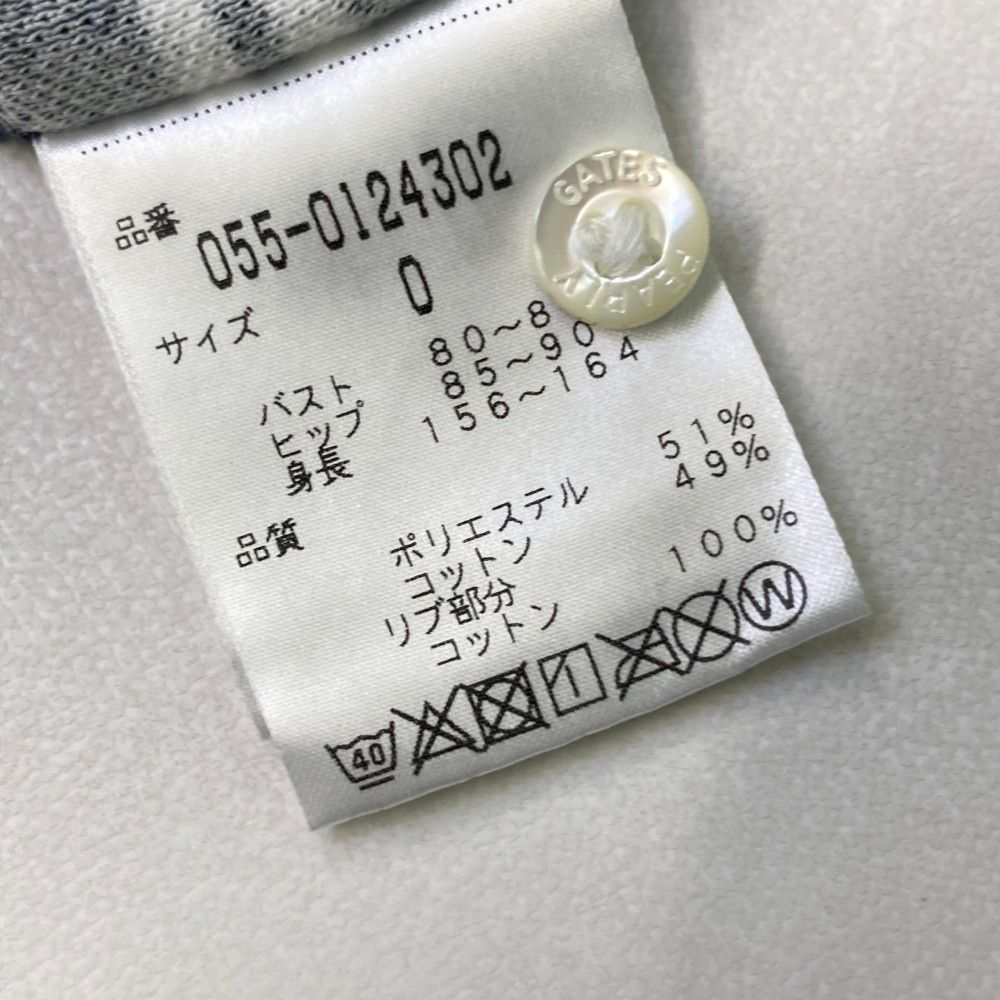 品番 055-0124302
サイズ 0
バスト 80〜8
ヒップ 85〜90
身長 156〜164
品質 ポリエステル 51%
コットン 49%
リブ部分
コットン 100%
40
W
GATES
PEARLY